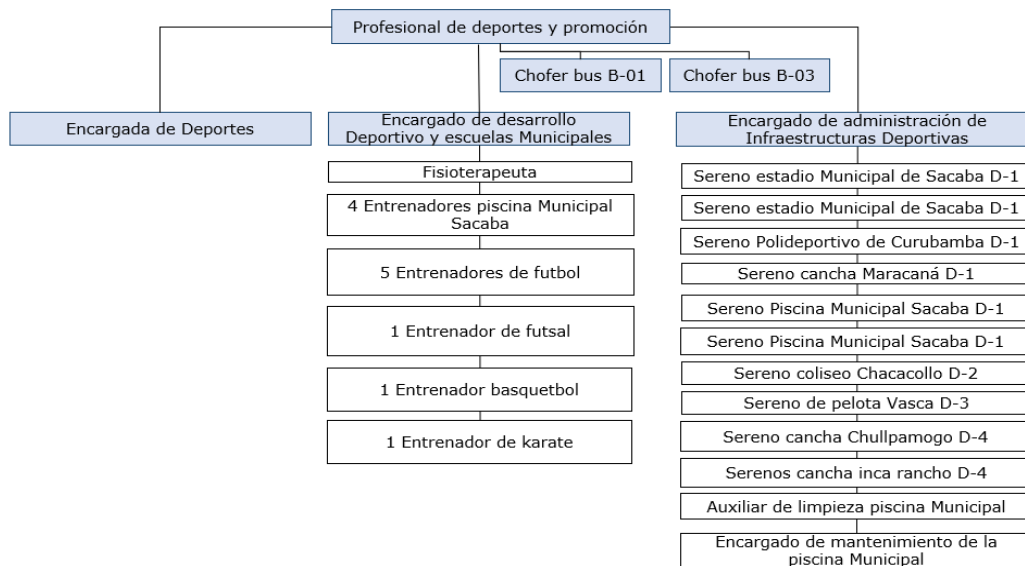 Profesional de deportes y promoción
Chofer bus B-01
Chofer bus B-03
Encargada de Deportes
Encargado de desarrollo
Deportivo y escuelas Municipales
Fisioterapeuta
4 Entrenadores piscina Municipal
Sacaba
5 Entrenadores de futbol
1 Entrenador de futsal
1 Entrenador basquetbol
1 Entrenador de karate
Encargado de administración de
Infraestructuras Deportivas
Sereno estadio Municipal de Sacaba D-1
Sereno estadio Municipal de Sacaba D-1
Sereno Polideportivo de Curubamba D-1
Sereno cancha Maracaná D-1
Sereno Piscina Municipal Sacaba D-1
Sereno Piscina Municipal Sacaba D-1
Sereno coliseo Chacacollo D-2
Sereno de pelota Vasca D-3
Sereno cancha Chullpamogo D-4
Serenos cancha inca rancho D-4
Auxiliar de limpieza piscina Municipal
Encargado de mantenimiento de la
piscina Municipal